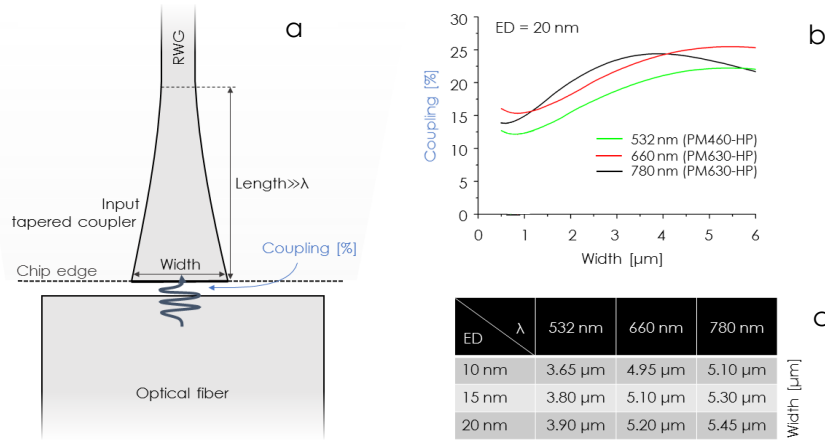 a
RWG
Length≫λ
Input
tapered coupler
Coupling [%]
Width
Chip edge
Optical fiber
b
ED = 20 nm
Coupling [%]
30
25
20
15
10
5
0
532 nm (PM460-HP)
660 nm (PM630-HP)
780 nm (PM630-HP)
0 1 2 3 4 5 6
Width [µm]
ED λ 532 nm 660 nm 780 nm
10 nm 3.65 µm 4.95 µm 5.10 µm
15 nm 3.80 µm 5.10 µm 5.30 µm
20 nm 3.90 µm 5.20 µm 5.45 µm
Width [µm]